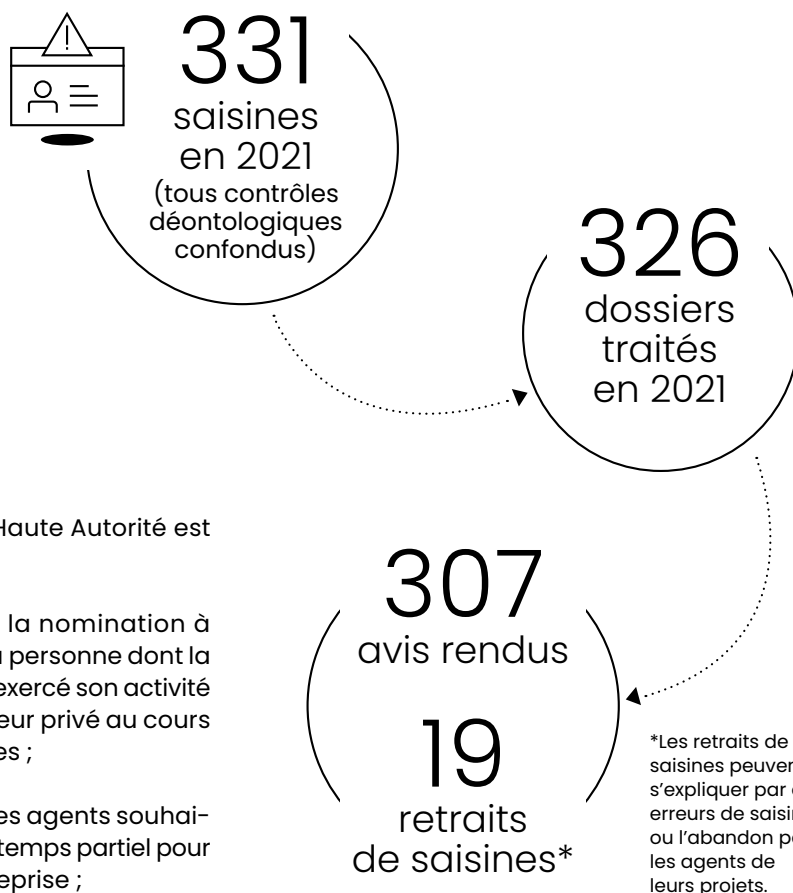 331
saisines
en 2021
(tous contrôles
déontologiques
confondus)
326
dossiers
traités
en 2021
Haute Autorité est
la nomination à
personne dont la
exercé son activité
eur privé au cours
es ;
es agents souhai-
temps partiel pour
reprise ;
307
avis rendus
19
retraits
de saisines*
*Les retraits de
saisines peuven
s'expliquer par
erreurs de saisin
ou l'abandon pa
les agents de
leurs projets.